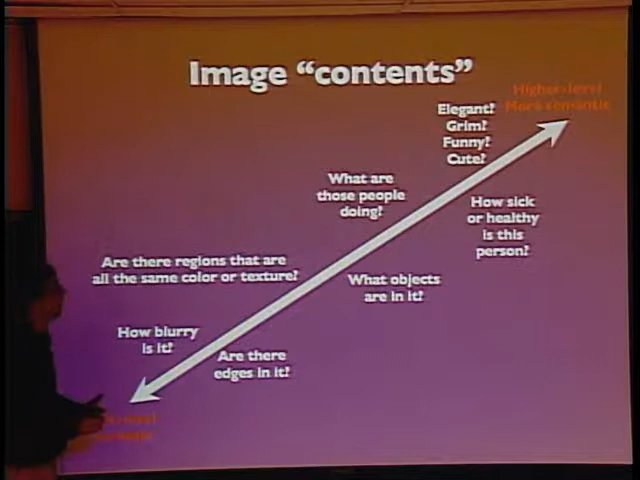 Image “contents”
Higher-level
More semantic
Elegant?
Grim?
Funny?
Cute?
What are
those people
doing?
How sick
or healthy
is this
person?
Are there regions that are
all the same color or texture?
What objects
are in it?
How blurry
is it?
Are there
edges in it?